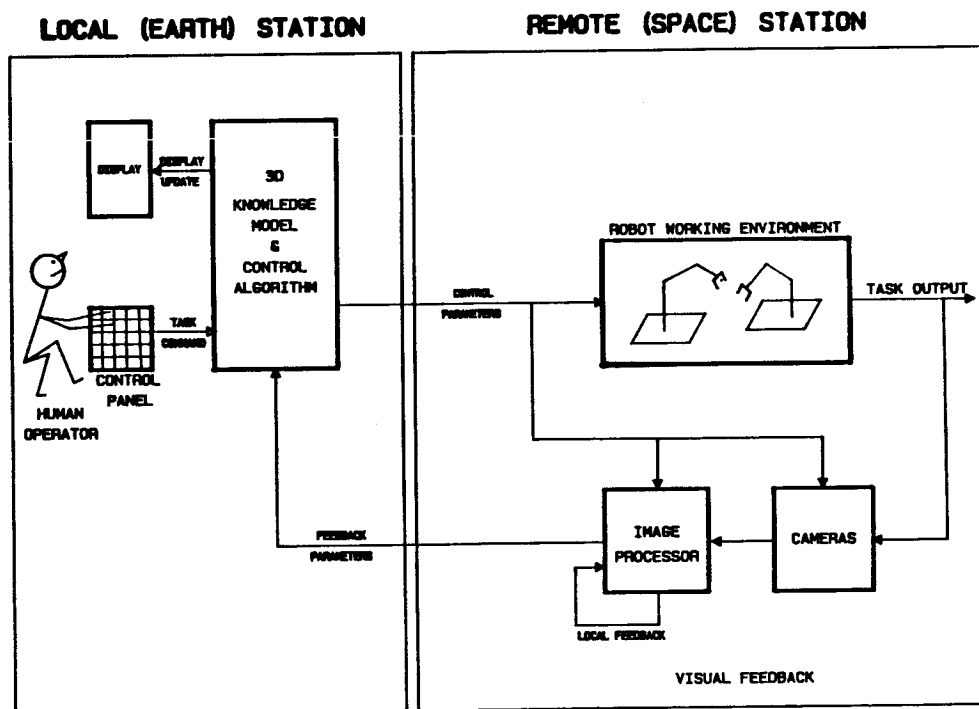 LOCAL (EARTH) STATION
REMOTE (SPACE) STATION
DISPLAY
DISPLAY
UPDATE
3D
KNOWLEDGE
MODEL
&
CONTROL
ALGORITHM
TASK
COMMAND
CONTROL
PANEL
HUMAN
OPERATOR
CONTROL
PARAMETERS
ROBOT WORKING ENVIRONMENT
TASK OUTPUT
FEEDBACK
PARAMETERS
IMAGE
PROCESSOR
CAMERAS
LOCAL FEEDBACK
VISUAL FEEDBACK